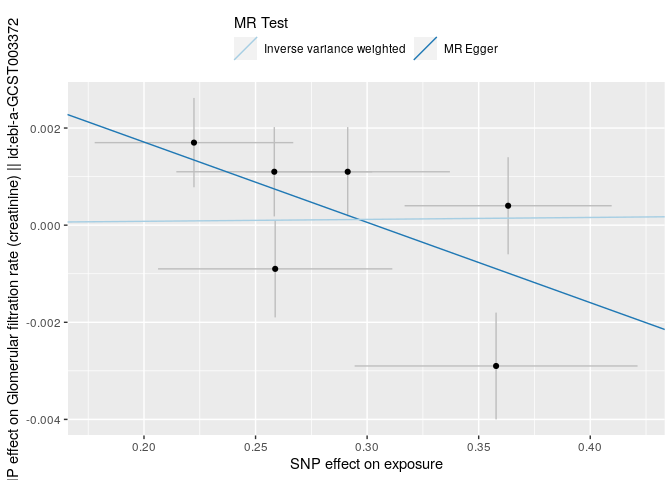 MR Test
Inverse variance weighted
MR Egger
effect on Glomerular filtration rate (creatinine) || id:ebi-a-GCST003372
0.002
0.000
-0.002
-0.004
0.20
0.25
0.30
0.35
0.40
SNP effect on exposure